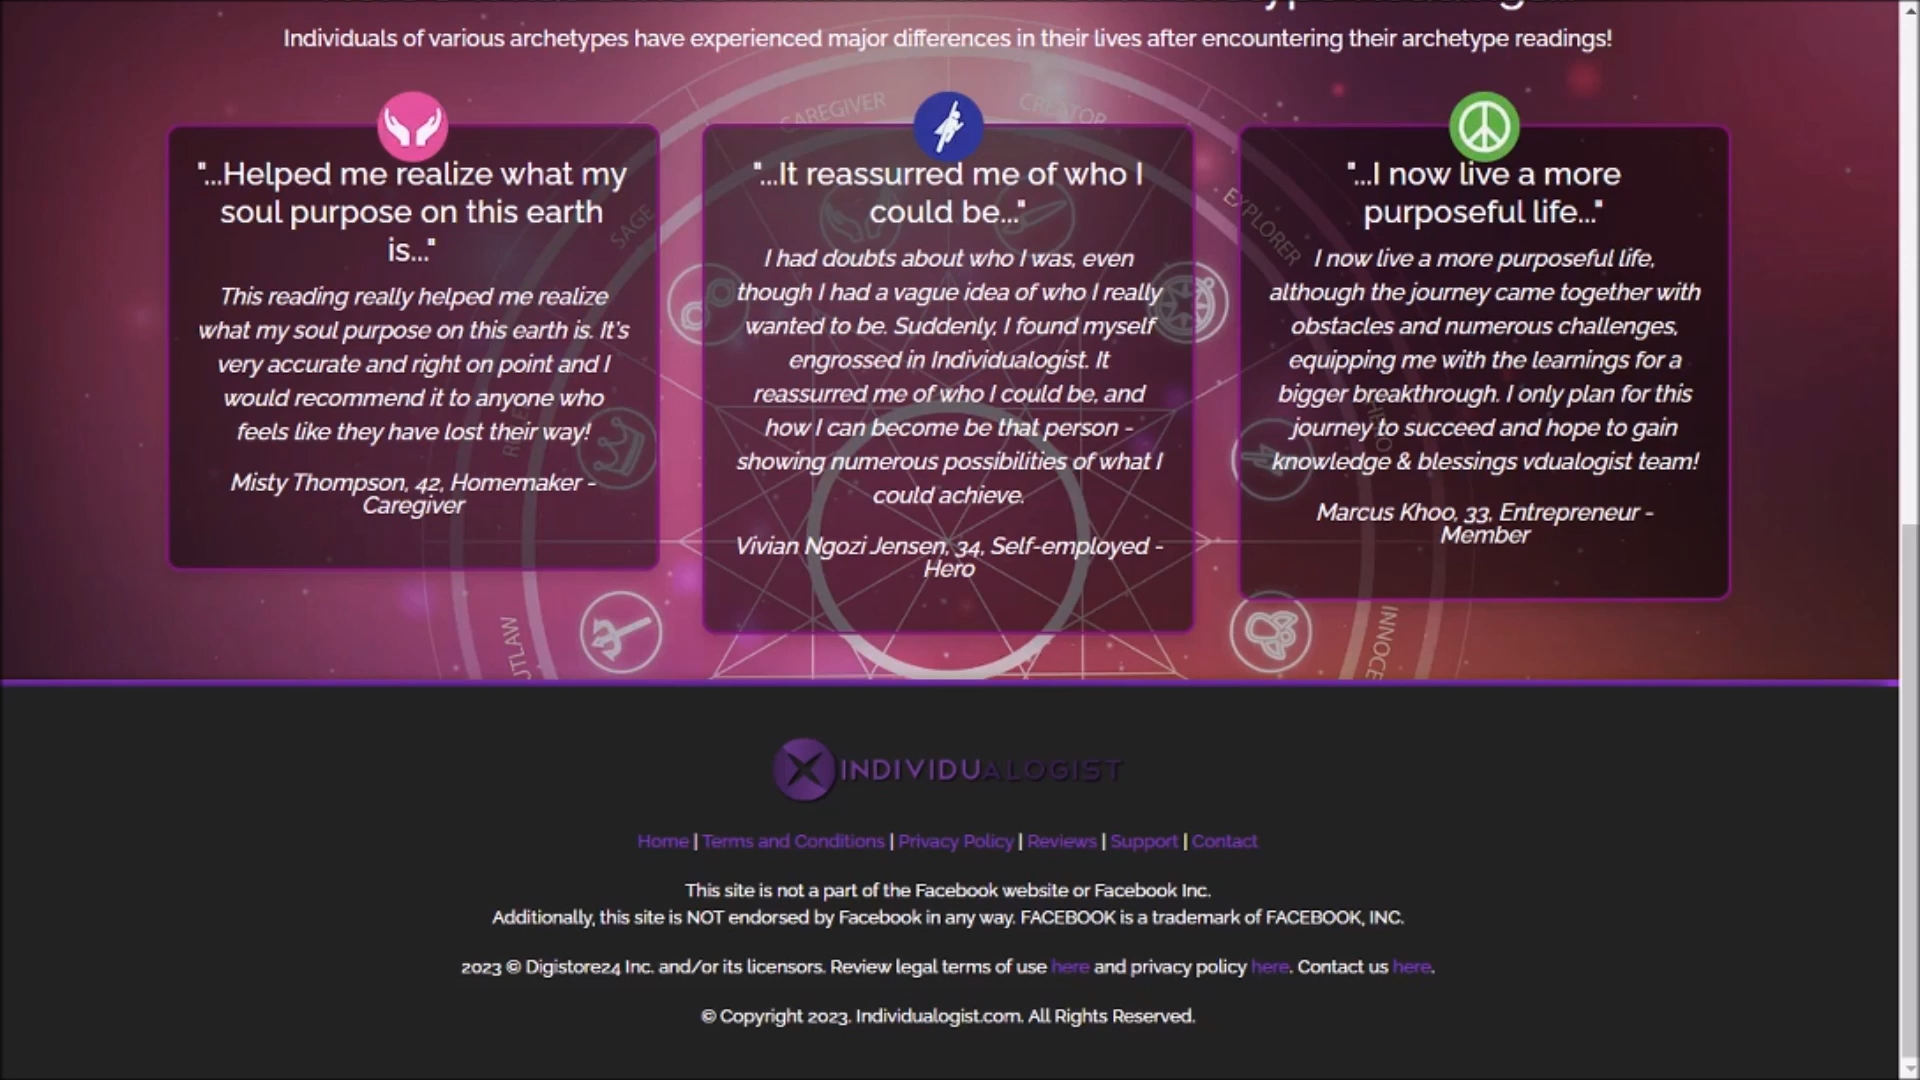 Individuals of various archetypes have experienced major differences in their lives after encountering their archetype readings!
CAREGIVER
CREATOR
SAGE
EXPLORER
"...Helped me realize what my
soul purpose on this earth
is..."
This reading really helped me realize
what my soul purpose on this earth is. It's
very accurate and right on point and I
would recommend it to anyone who
feels like they have lost their way!
Misty Thompson, 42, Homemaker -
Caregiver
"...It reassurred me of who I
could be..."
I had doubts about who I was, even
though I had a vague idea of who I really
wanted to be. Suddenly, I found myself
engrossed in Individualogist. It
reassurred me of who I could be, and
how I can become be that person -
showing numerous possibilities of what I
could achieve.
Vivian Ngozi Jensen, 34, Self-employed -
Hero
"...I now live a more
purposeful life..."
I now live a more purposeful life,
although the journey came together with
obstacles and numerous challenges,
equipping me with the learnings for a
bigger breakthrough. I only plan for this
journey to succeed and hope to gain
knowledge & blessings vdualogist team!
Marcus Khoo, 33, Entrepreneur -
Member
HERO
UTLAW
INNOCE
INDIVIDUALOGIST
Home | Terms and Conditions | Privacy Policy | Reviews | Support | Contact
This site is not a part of the Facebook website or Facebook Inc.
Additionally, this site is NOT endorsed by Facebook in any way. FACEBOOK is a trademark of FACEBOOK, INC.
2023 © Digistore24 Inc. and/or its licensors. Review legal terms of use here and privacy policy here. Contact us here.
© Copyright 2023. Individualogist.com. All Rights Reserved.